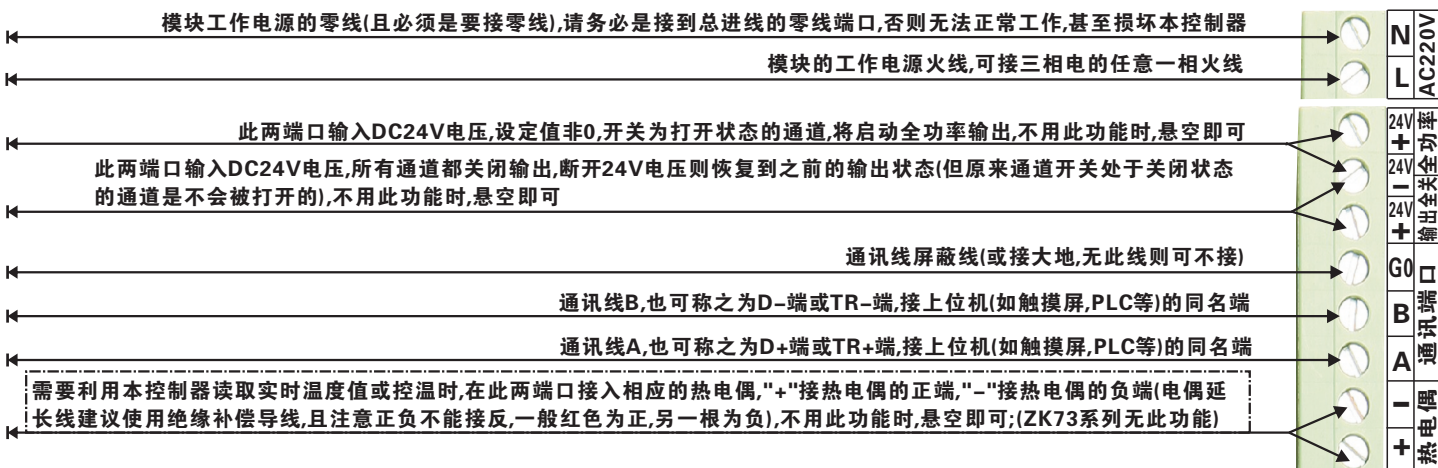 模块工作电源的零线(且必须是要接零线),请务必是接到总进线的零线端口,否则无法正常工作,甚至损坏本控制器
N
模块的工作电源火线,可接三相电的任意一相火线
L
AC220V
此两端口输入DC24V电压,设定值非0,开关为打开状态的通道,将启动全功率输出,不用此功能时,悬空即可
24V
+
全功率
此两端口输入DC24V电压,所有通道都关闭输出,断开24V电压则恢复到之前的输出状态(但原来通道开关处于关闭状态
的通道是不会被打开的),不用此功能时,悬空即可
24V
−
24V
+
输出全关
通讯线屏蔽线(或接大地,无此线则可不接)
G0
通讯线B,也可称之为D−端或TR−端,接上位机(如触摸屏,PLC等)的同名端
B
通讯线A,也可称之为D+端或TR+端,接上位机(如触摸屏,PLC等)的同名端
A
通讯端口
需要利用本控制器读取实时温度值或控温时,在此两端口接入相应的热电偶,"+"接热电偶的正端,"−"接热电偶的负端(电偶延
长线建议使用绝缘补偿导线,且注意正负不能接反,一般红色为正,另一根为负),不用此功能时,悬空即可;(ZK73系列无此功能)
−
+
热电偶